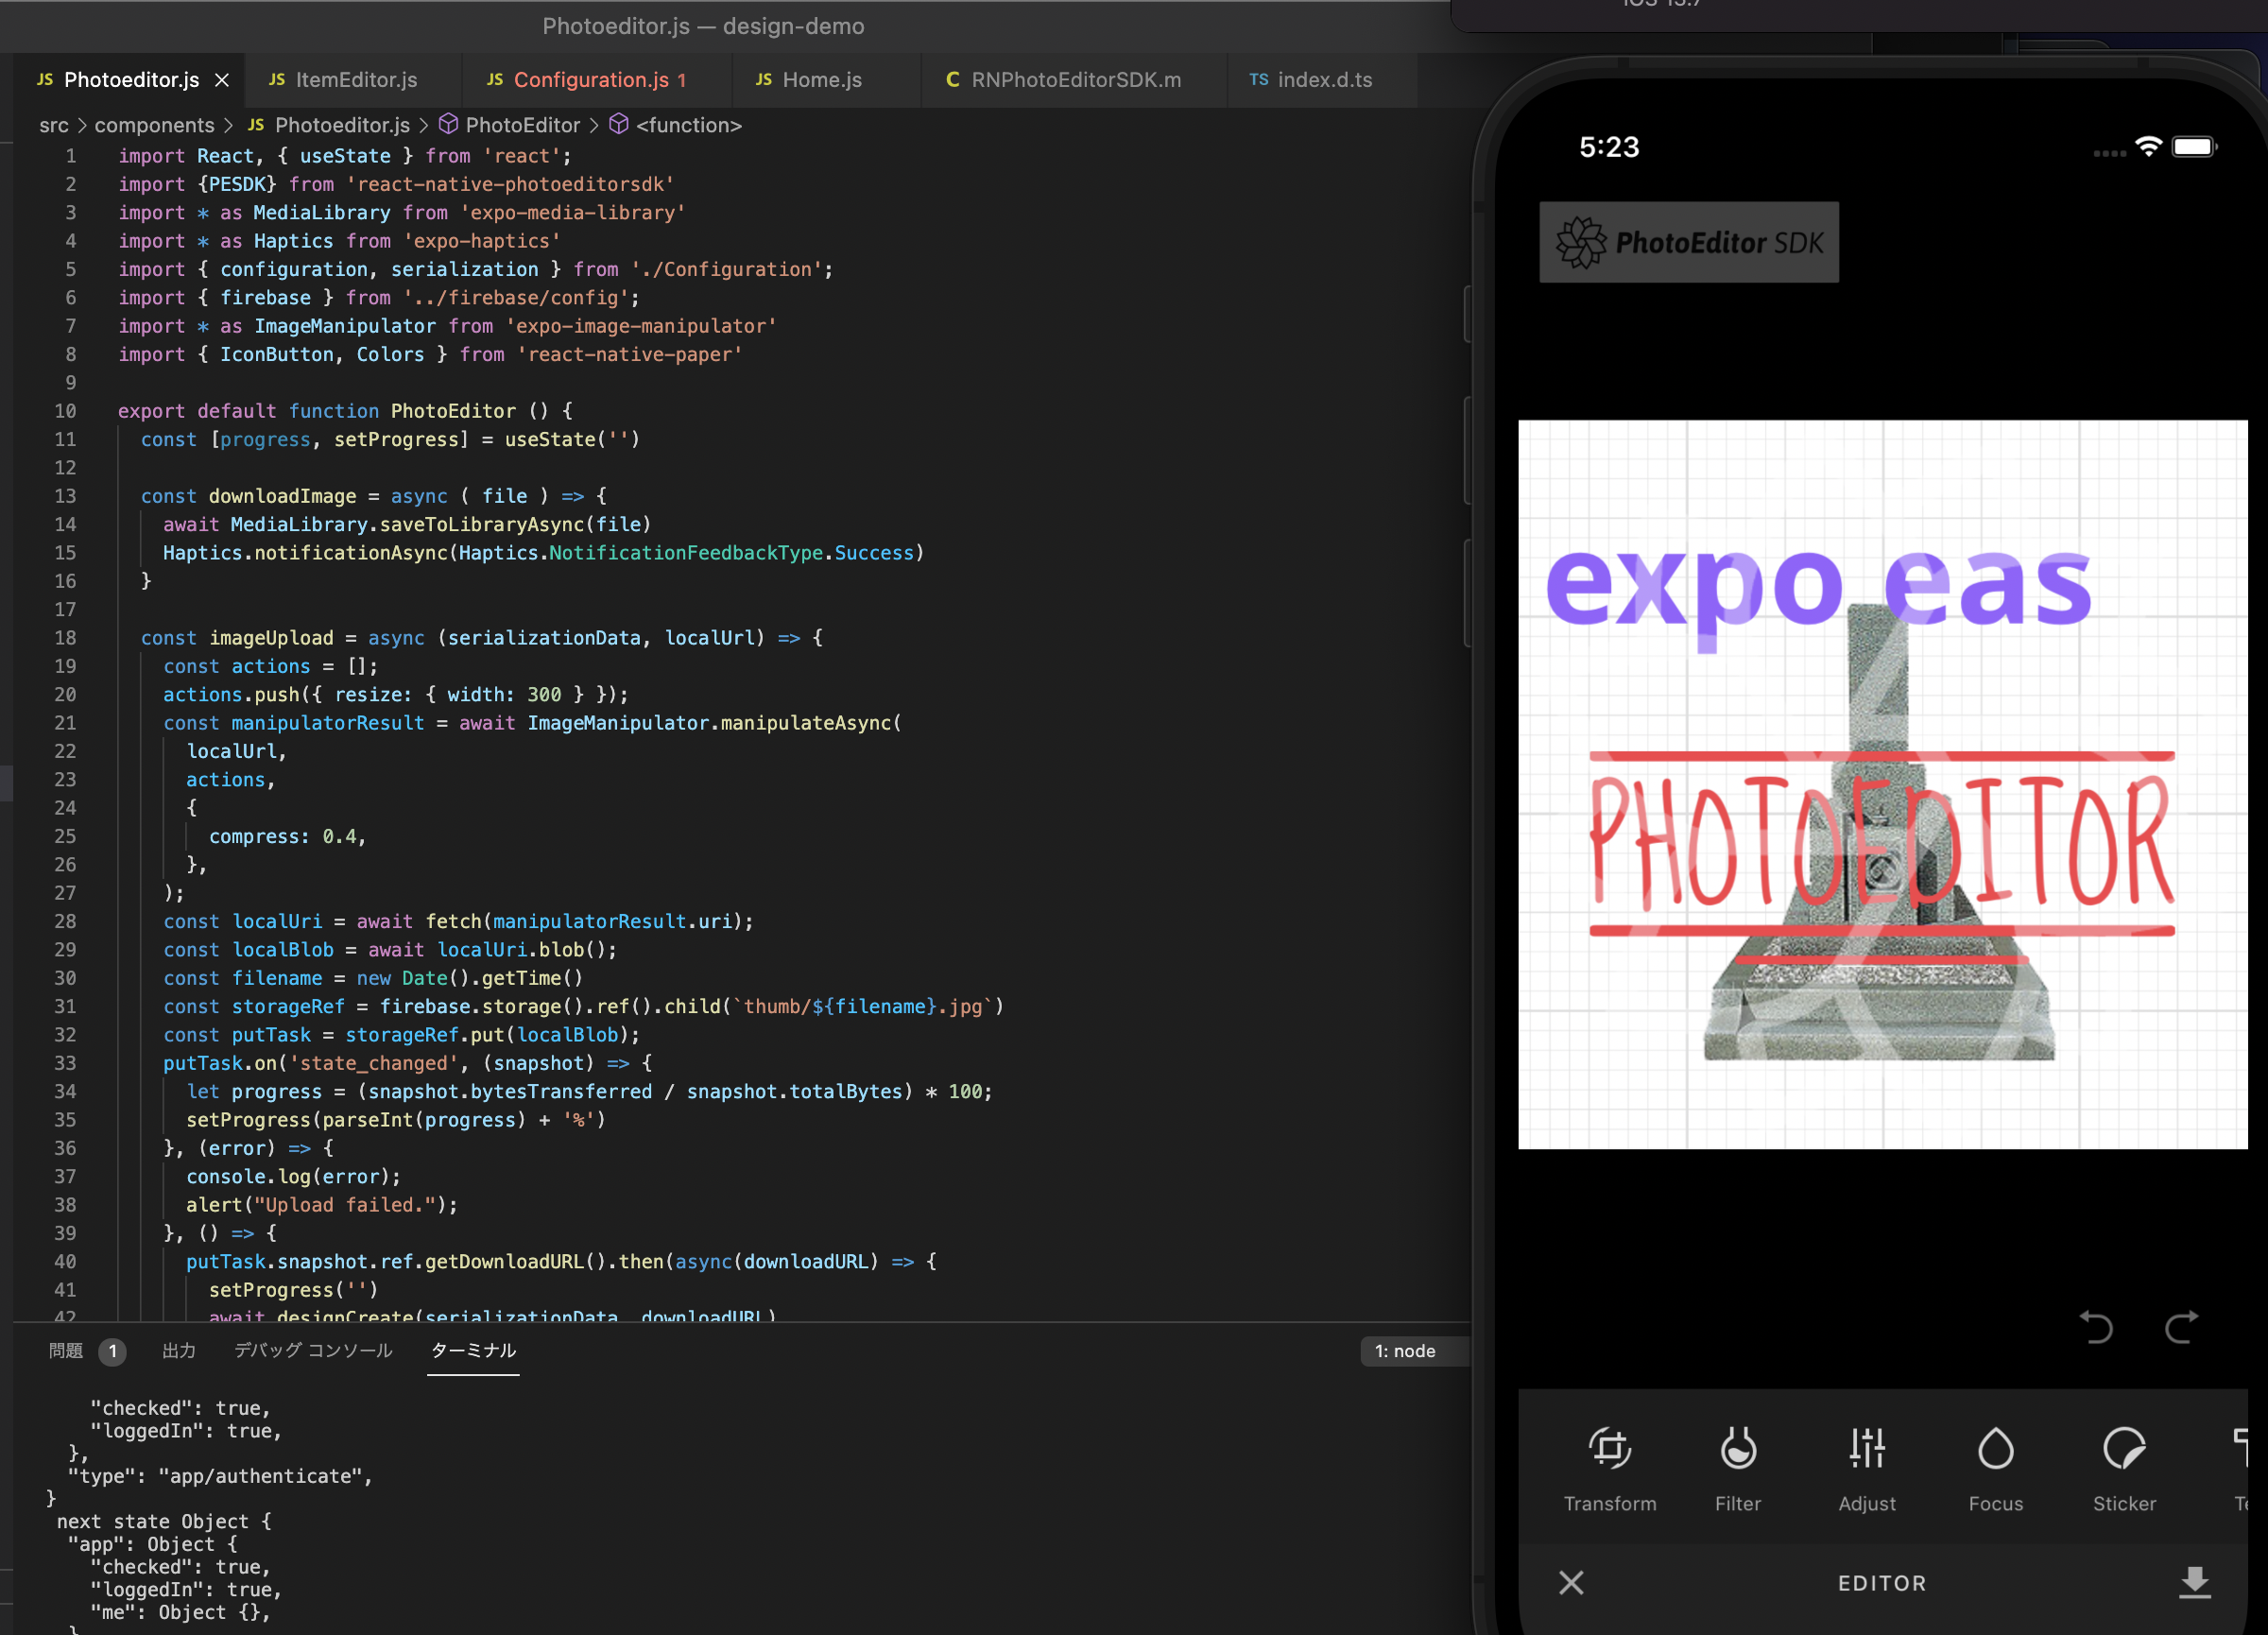 Photoeditor.js — design-demo
JS Photoeditor.js
JS ItemEditor.js
JS Configuration.js 1
JS Home.js
C RNPhotoEditorSDK.m
TS index.d.ts
src > components > JS Photoeditor.js > PhotoEditor > <function>
1 import React, { useState } from 'react';
2 import {PESDK} from 'react-native-photoeditorsdk'
3 import * as MediaLibrary from 'expo-media-library'
4 import * as Haptics from 'expo-haptics'
5 import { configuration, serialization } from './Configuration';
6 import { firebase } from '../firebase/config';
7 import * as ImageManipulator from 'expo-image-manipulator'
8 import { IconButton, Colors } from 'react-native-paper'
9
10 export default function PhotoEditor () {
11 const [progress, setProgress] = useState('')
12
13 const downloadImage = async ( file ) => {
14 await MediaLibrary.saveToLibraryAsync(file)
15 Haptics.notificationAsync(Haptics.NotificationFeedbackType.Success)
16 }
17
18 const imageUpload = async (serializationData, localUrl) => {
19 const actions = [];
20 actions.push({ resize: { width: 300 } });
21 const manipulatorResult = await ImageManipulator.manipulateAsync(
22 localUrl,
23 actions,
24 {
25 compress: 0.4,
26 },
27 );
28 const localUri = await fetch(manipulatorResult.uri);
29 const localBlob = await localUri.blob();
30 const filename = new Date().getTime()
31 const storageRef = firebase.storage().ref().child(`thumb/${filename}.jpg`)
32 const putTask = storageRef.put(localBlob);
33 putTask.on('state_changed', (snapshot) => {
34 let progress = (snapshot.bytesTransferred / snapshot.totalBytes) * 100;
35 setProgress(parseInt(progress) + '%')
36 }, (error) => {
37 console.log(error);
38 alert("Upload failed.");
39 }, () => {
40 putTask.snapshot.ref.getDownloadURL().then(async(downloadURL) => {
41 setProgress('')
42 await designCreate(serializationData, downloadURL)
問題 1 出力 デバッグ コンソール ターミナル
1: node
"checked": true,
"loggedIn": true,
},
"type": "app/authenticate",
}
next state Object {
"app": Object {
"checked": true,
"loggedIn": true,
"me": Object {},
}
iOS 13.7
5:23
PhotoEditor SDK
expo eas
PHOTOEDITOR
Transform
Filter
Adjust
Focus
Sticker
EDITOR